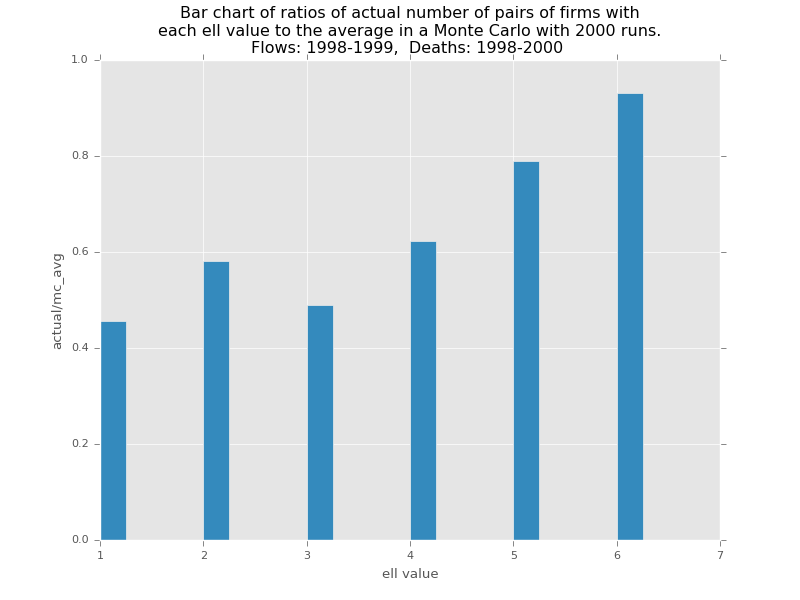 Bar chart of ratios of actual number of pairs of firms with
each ell value to the average in a Monte Carlo with 2000 runs.
Flows: 1998-1999,  Deaths: 1998-2000
1.0
0.8
0.6
0.4
0.2
0.0
actual/mc_avg
1 2 3 4 5 6 7
ell value